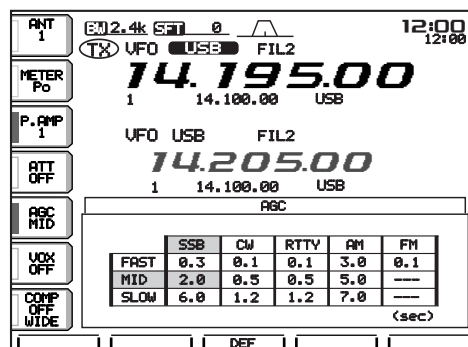 ANT
1
METER
Po
P.AMP
1
ATT
OFF
AGC
MID
VOX
OFF
COMP
OFF
WIDE
BW 2.4k SFT 0
12:00
12:00
TX VFO USB FIL2
14.195.00
1 14.100.00 USB
VFO USB FIL2
14.205.00
1 14.100.00 USB
AGC
SSB CW RTTY AM FM
FAST 0.3 0.1 0.1 3.0 0.1
MID 2.0 0.5 0.5 5.0 ---
SLOW 6.0 1.2 1.2 7.0 ---
(sec)
DEF